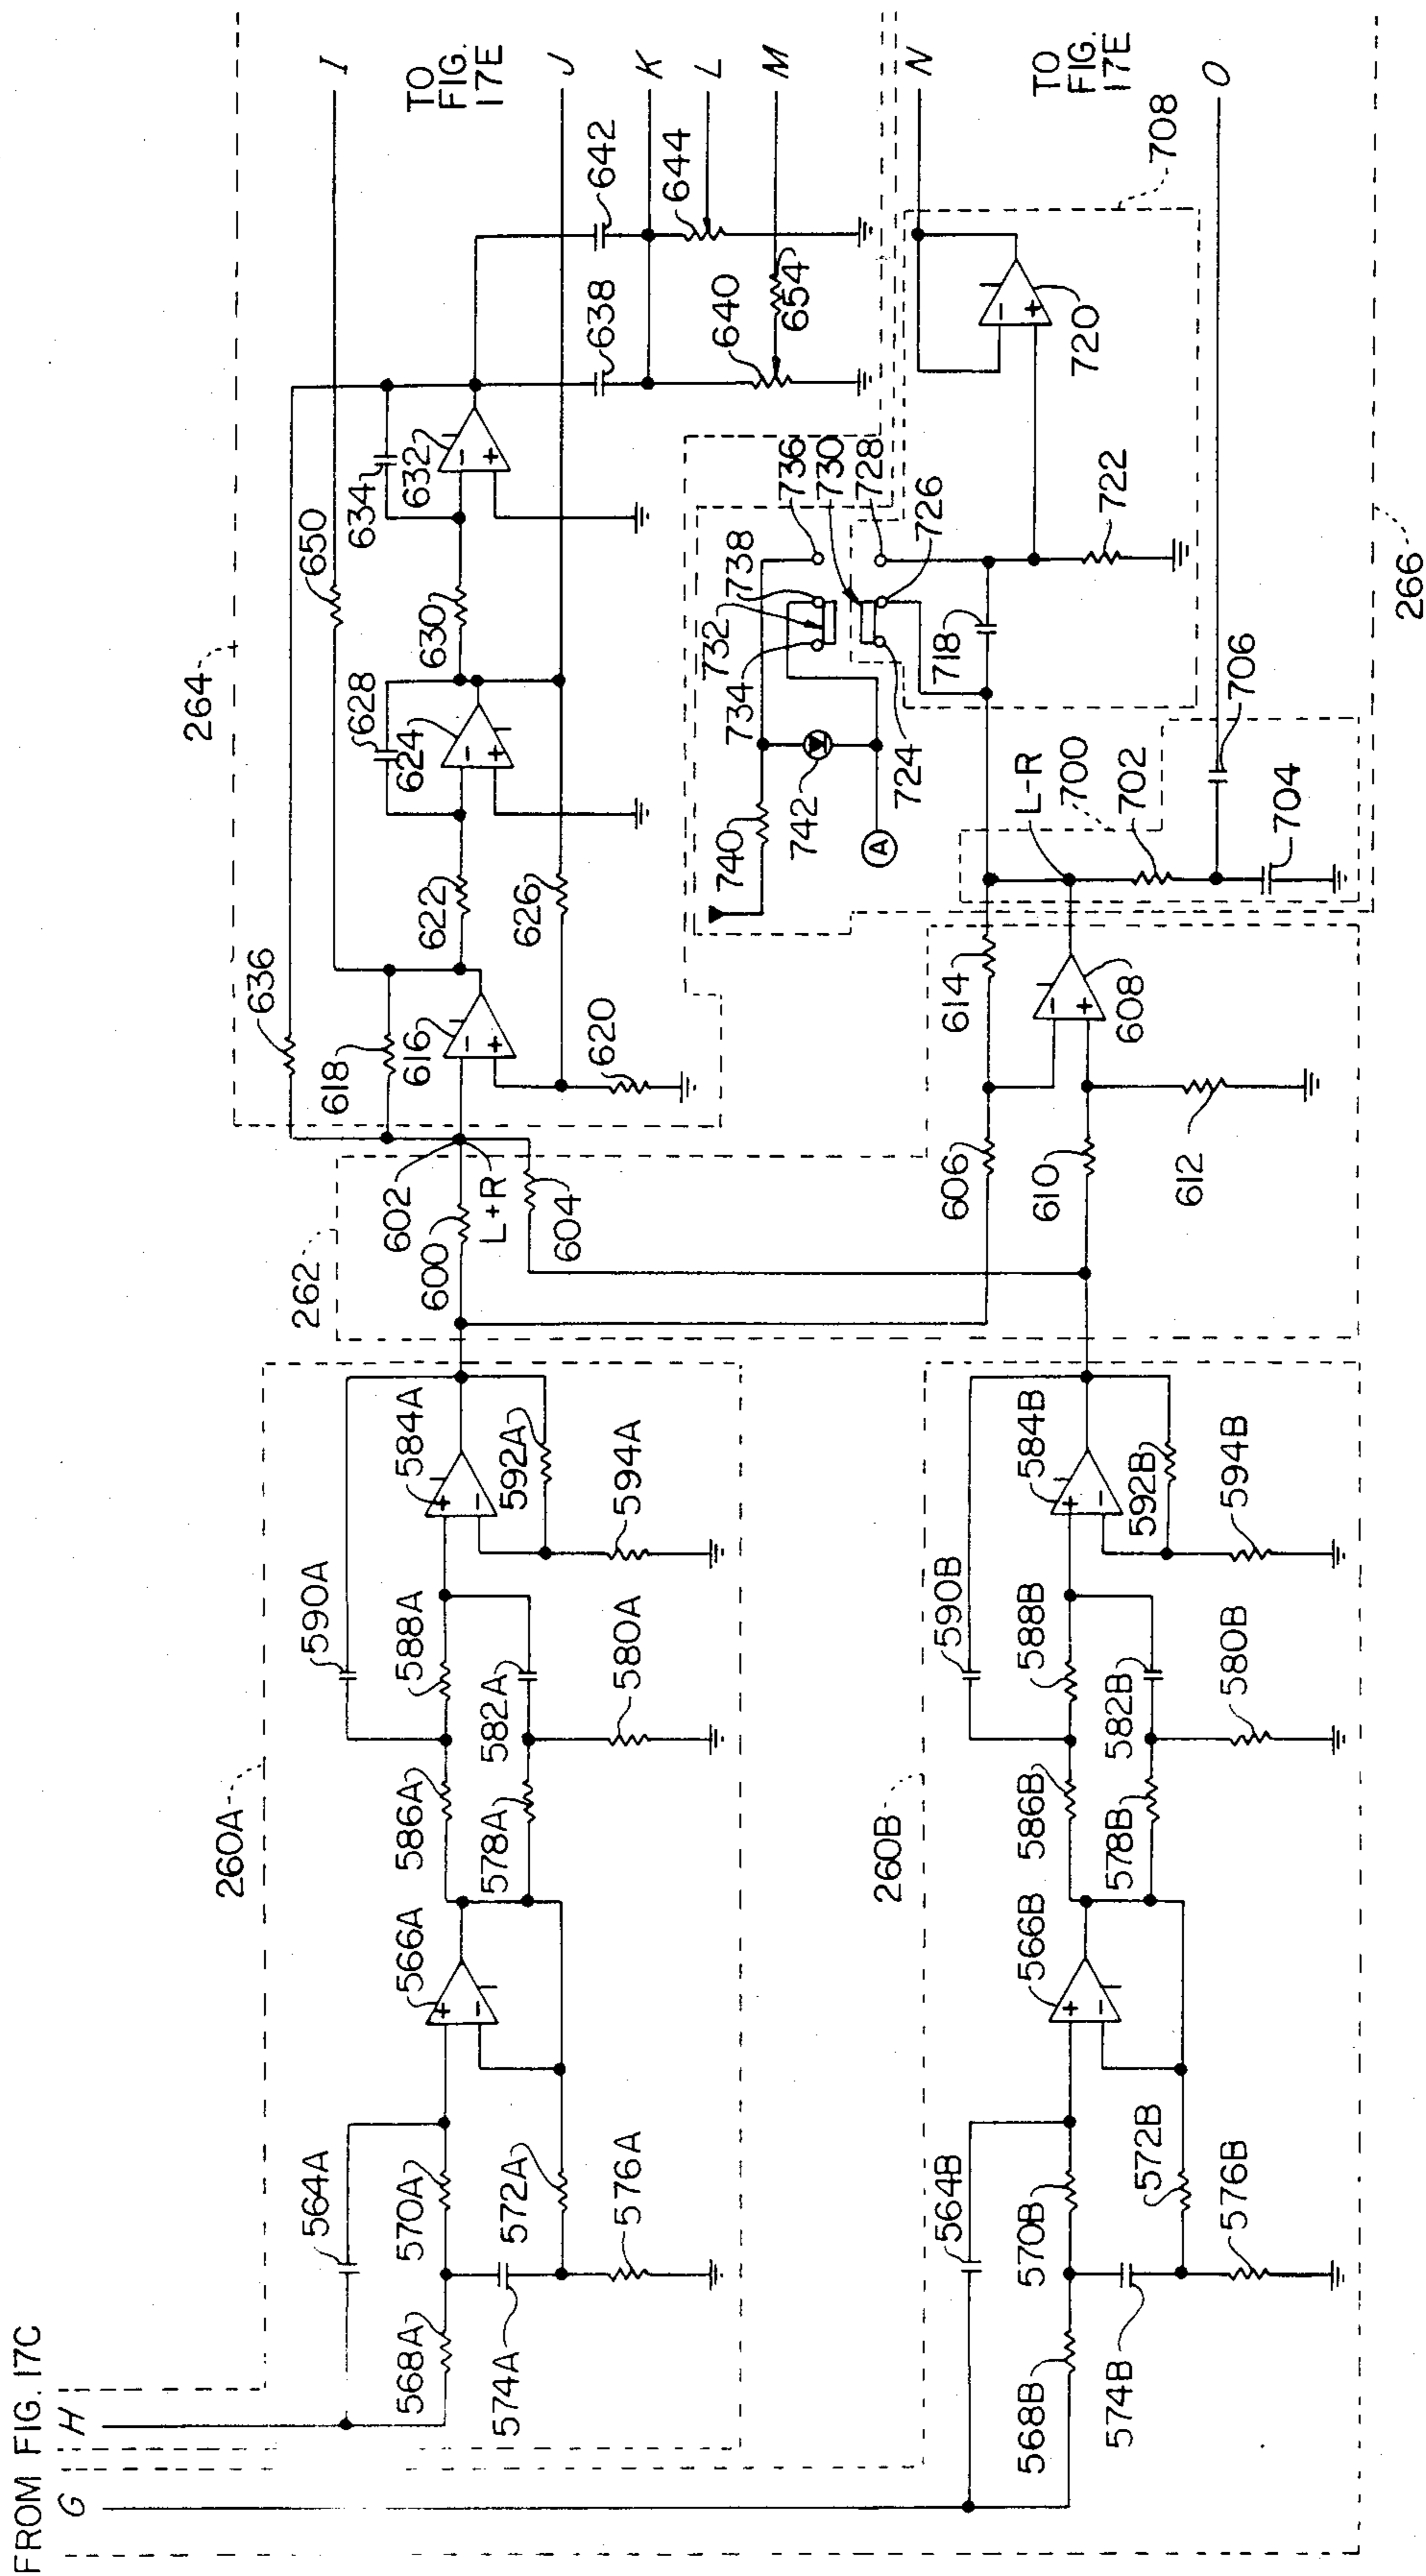 FROM FIG. 17C
G
H
260A
564A
568A
570A
574A
572A
576A
566A
586A
578A
590A
588A
582A
580A
584A
592A
594A
260B
564B
568B
570B
574B
572B
576B
566B
586B
578B
590B
588B
582B
580B
584B
592B
594B
262
600
602
L+R
604
606
610
612
614
608
264
636
618
616
620
622
626
628
624
630
650
634
632
638
640
642
644
654
I
TO
FIG.
17E
J
K
L
M
740
742
A
734
732
738
736
730
728
726
724
L-R
700
702
704
706
718
722
720
708
N
TO
FIG.
17E
O
266
+
−
+
−
+
−
+
−
−
+
−
+
−
+
−
+
−
+